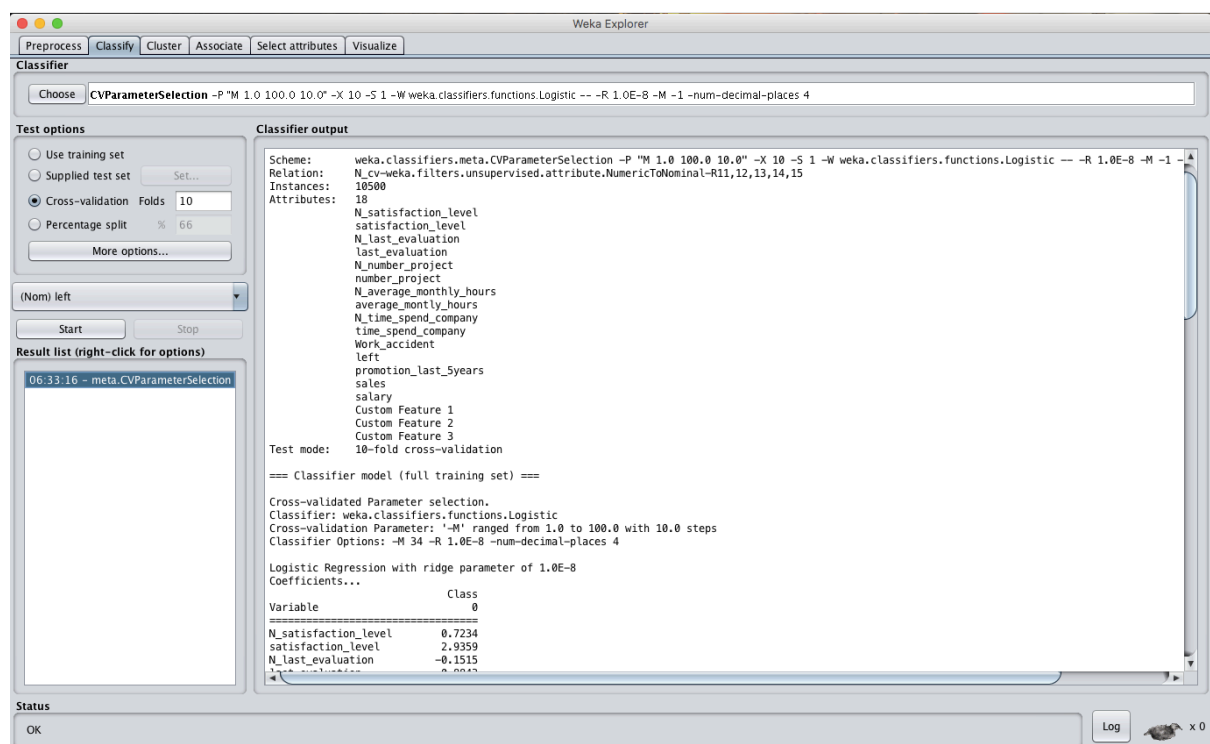 Weka Explorer
Preprocess Classify Cluster Associate Select attributes Visualize
Classifier
Choose CVParameterSelection -P "M 1.0 100.0 10.0" -X 10 -S 1 -W weka.classifiers.functions.Logistic -- -R 1.0E-8 -M -1 -num-decimal-places 4
Test options
Use training set
Supplied test set Set...
Cross-validation Folds 10
Percentage split % 66
More options...
(Nom) left
Start Stop
Result list (right-click for options)
06:33:16 - meta.CVParameterSelection
Classifier output
Scheme: weka.classifiers.meta.CVParameterSelection -P "M 1.0 100.0 10.0" -X 10 -S 1 -W weka.classifiers.functions.Logistic -- -R 1.0E-8 -M -1 -
Relation: N_cv-weka.filters.unsupervised.attribute.NumericToNominal-R11,12,13,14,15
Instances: 10500
Attributes: 18
N_satisfaction_level
satisfaction_level
N_last_evaluation
last_evaluation
N_number_project
number_project
N_average_monthly_hours
average_montly_hours
N_time_spend_company
time_spend_company
Work_accident
left
promotion_last_5years
sales
salary
Custom Feature 1
Custom Feature 2
Custom Feature 3
Test mode: 10-fold cross-validation
=== Classifier model (full training set) ===
Cross-validated Parameter selection.
Classifier: weka.classifiers.functions.Logistic
Cross-validation Parameter: '-M' ranged from 1.0 to 100.0 with 10.0 steps
Classifier Options: -M 34 -R 1.0E-8 -num-decimal-places 4
Logistic Regression with ridge parameter of 1.0E-8
Coefficients...
Class
Variable 0
===================================
N_satisfaction_level 0.7234
satisfaction_level 2.9359
N_last_evaluation -0.1515
Status
OK
Log x 0